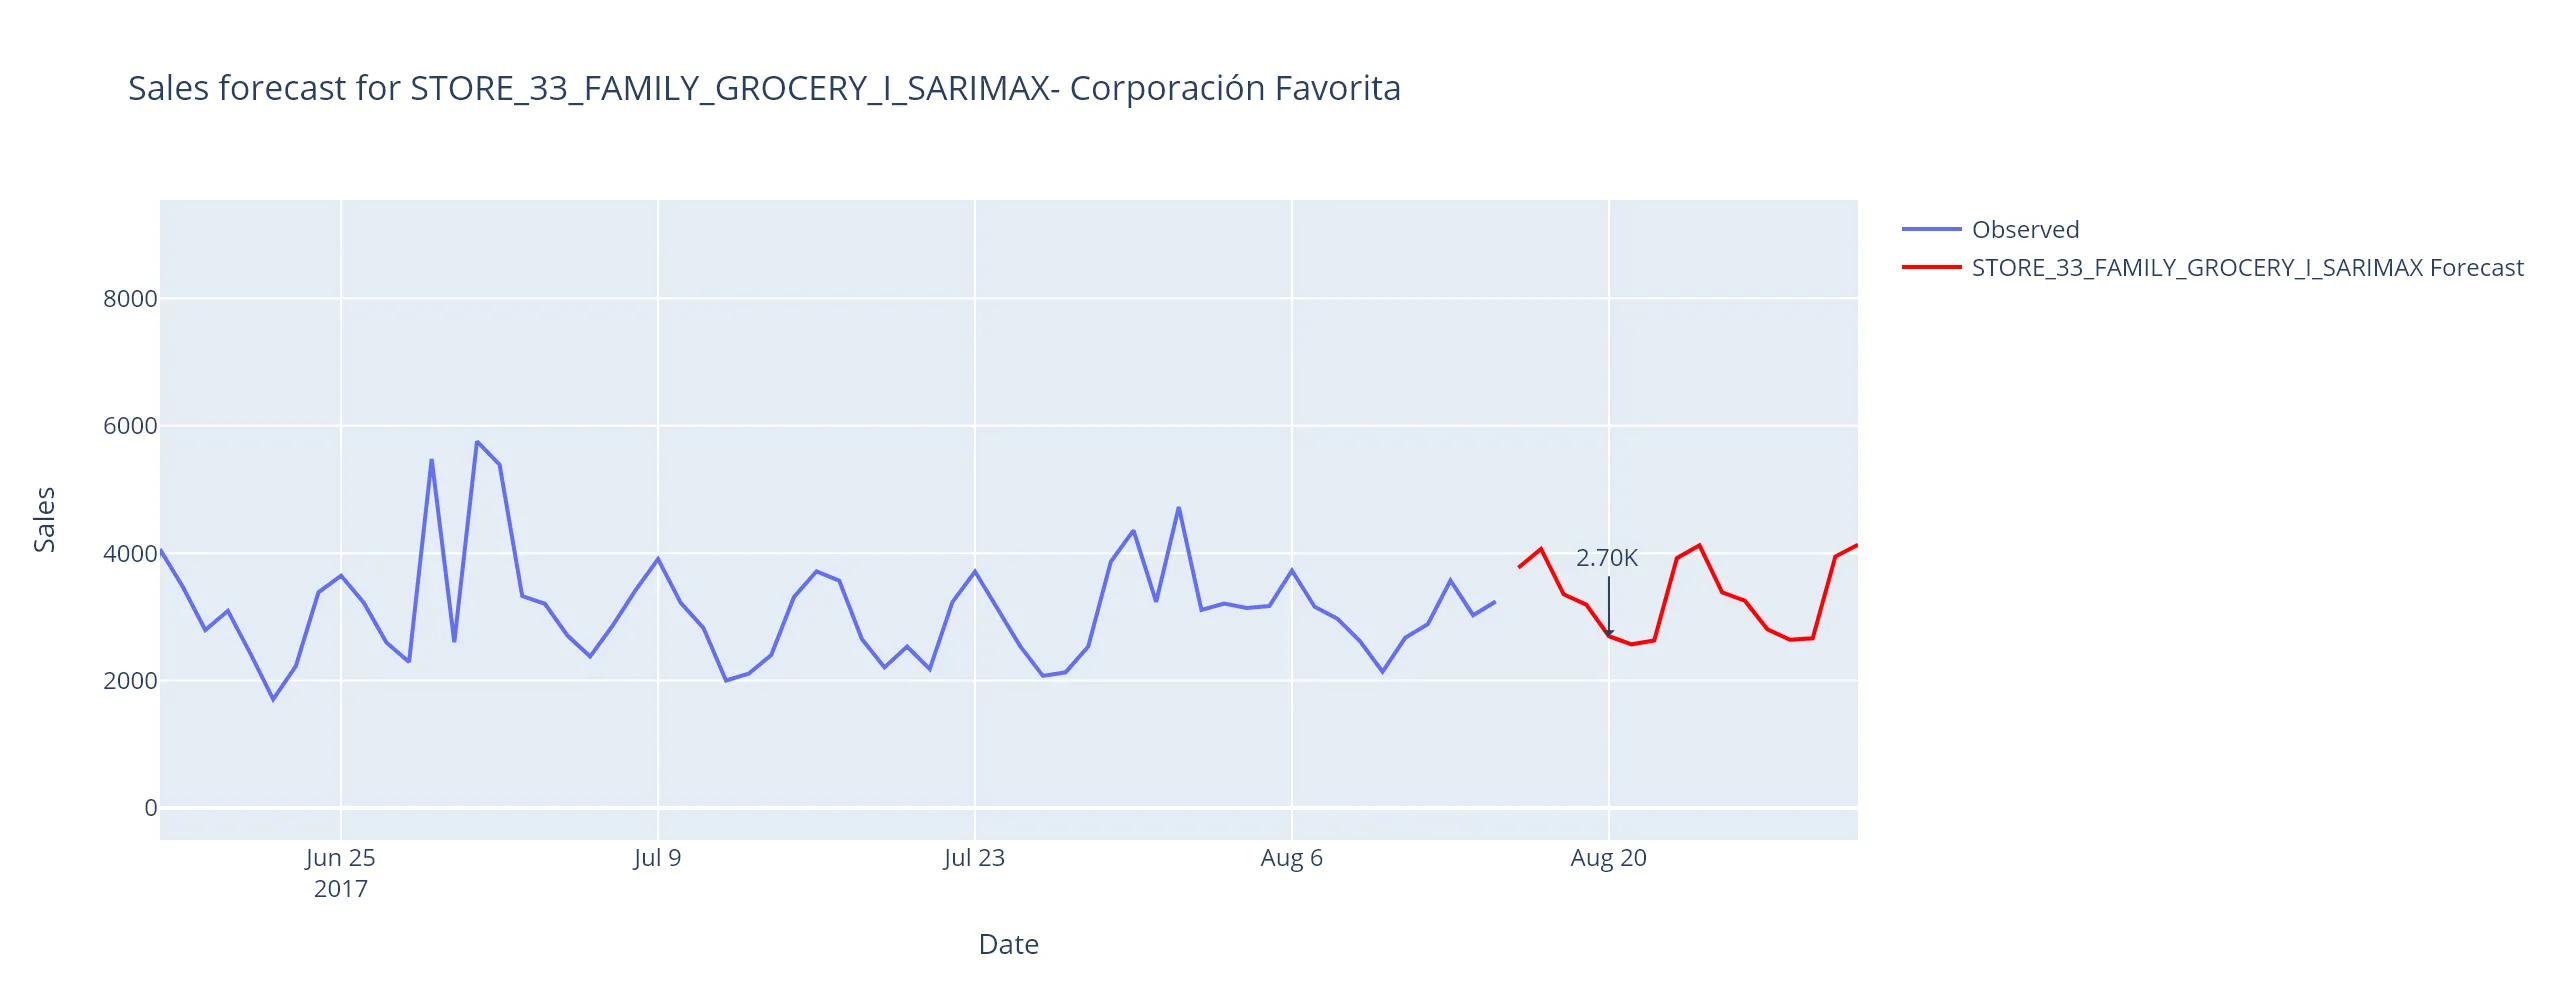 Sales forecast for STORE_33_FAMILY_GROCERY_I_SARIMAX- Corporación Favorita
Observed
STORE_33_FAMILY_GROCERY_I_SARIMAX Forecast
8000
6000
4000
2000
0
Sales
2.70K
Jun 25
2017
Jul 9
Jul 23
Aug 6
Aug 20
Date